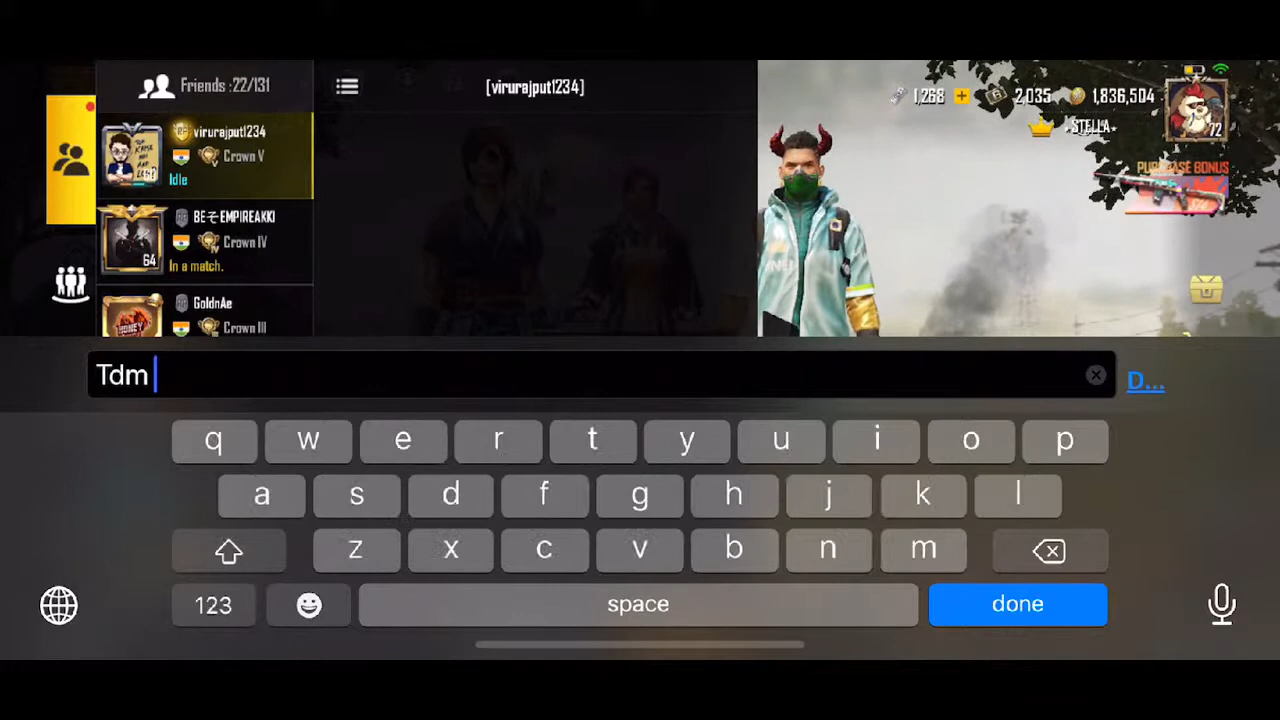 Friends :22/131
[virurajput1234]
1,268
2,035
1,836,504
STELLA
72
PURCHASE BONUS
virurajput1234
Crown V
Idle
BEそEMPIREAKKI
Crown IV
64
In a match.
GoldnAe
Crown III
Tdm
D...
q w e r t y u i o p
a s d f g h j k l
z x c v b n m
123
space
done